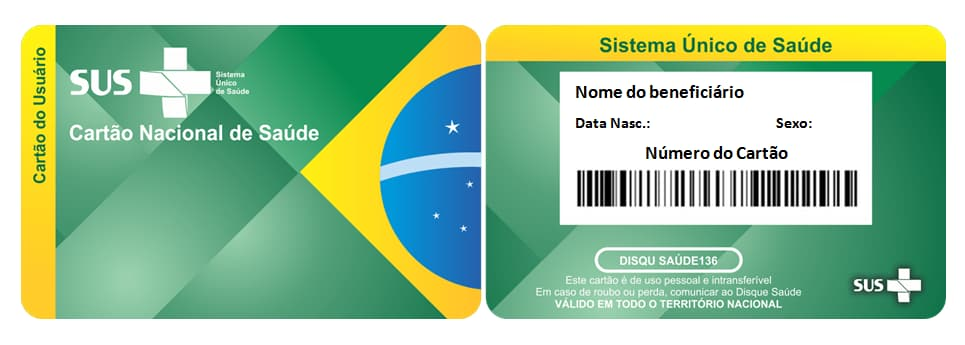 Cartão do Usuário
SUS
Sistema
Único
de Saúde
Cartão Nacional de Saúde
Sistema Único de Saúde
Nome do beneficiário
Data Nasc.: Sexo:
Número do Cartão
DISQU SAÚDE136
Este cartão é de uso pessoal e intransferível
Em caso de roubo ou perda, comunicar ao Disque Saúde
VÁLIDO EM TODO O TERRITÓRIO NACIONAL
SUS